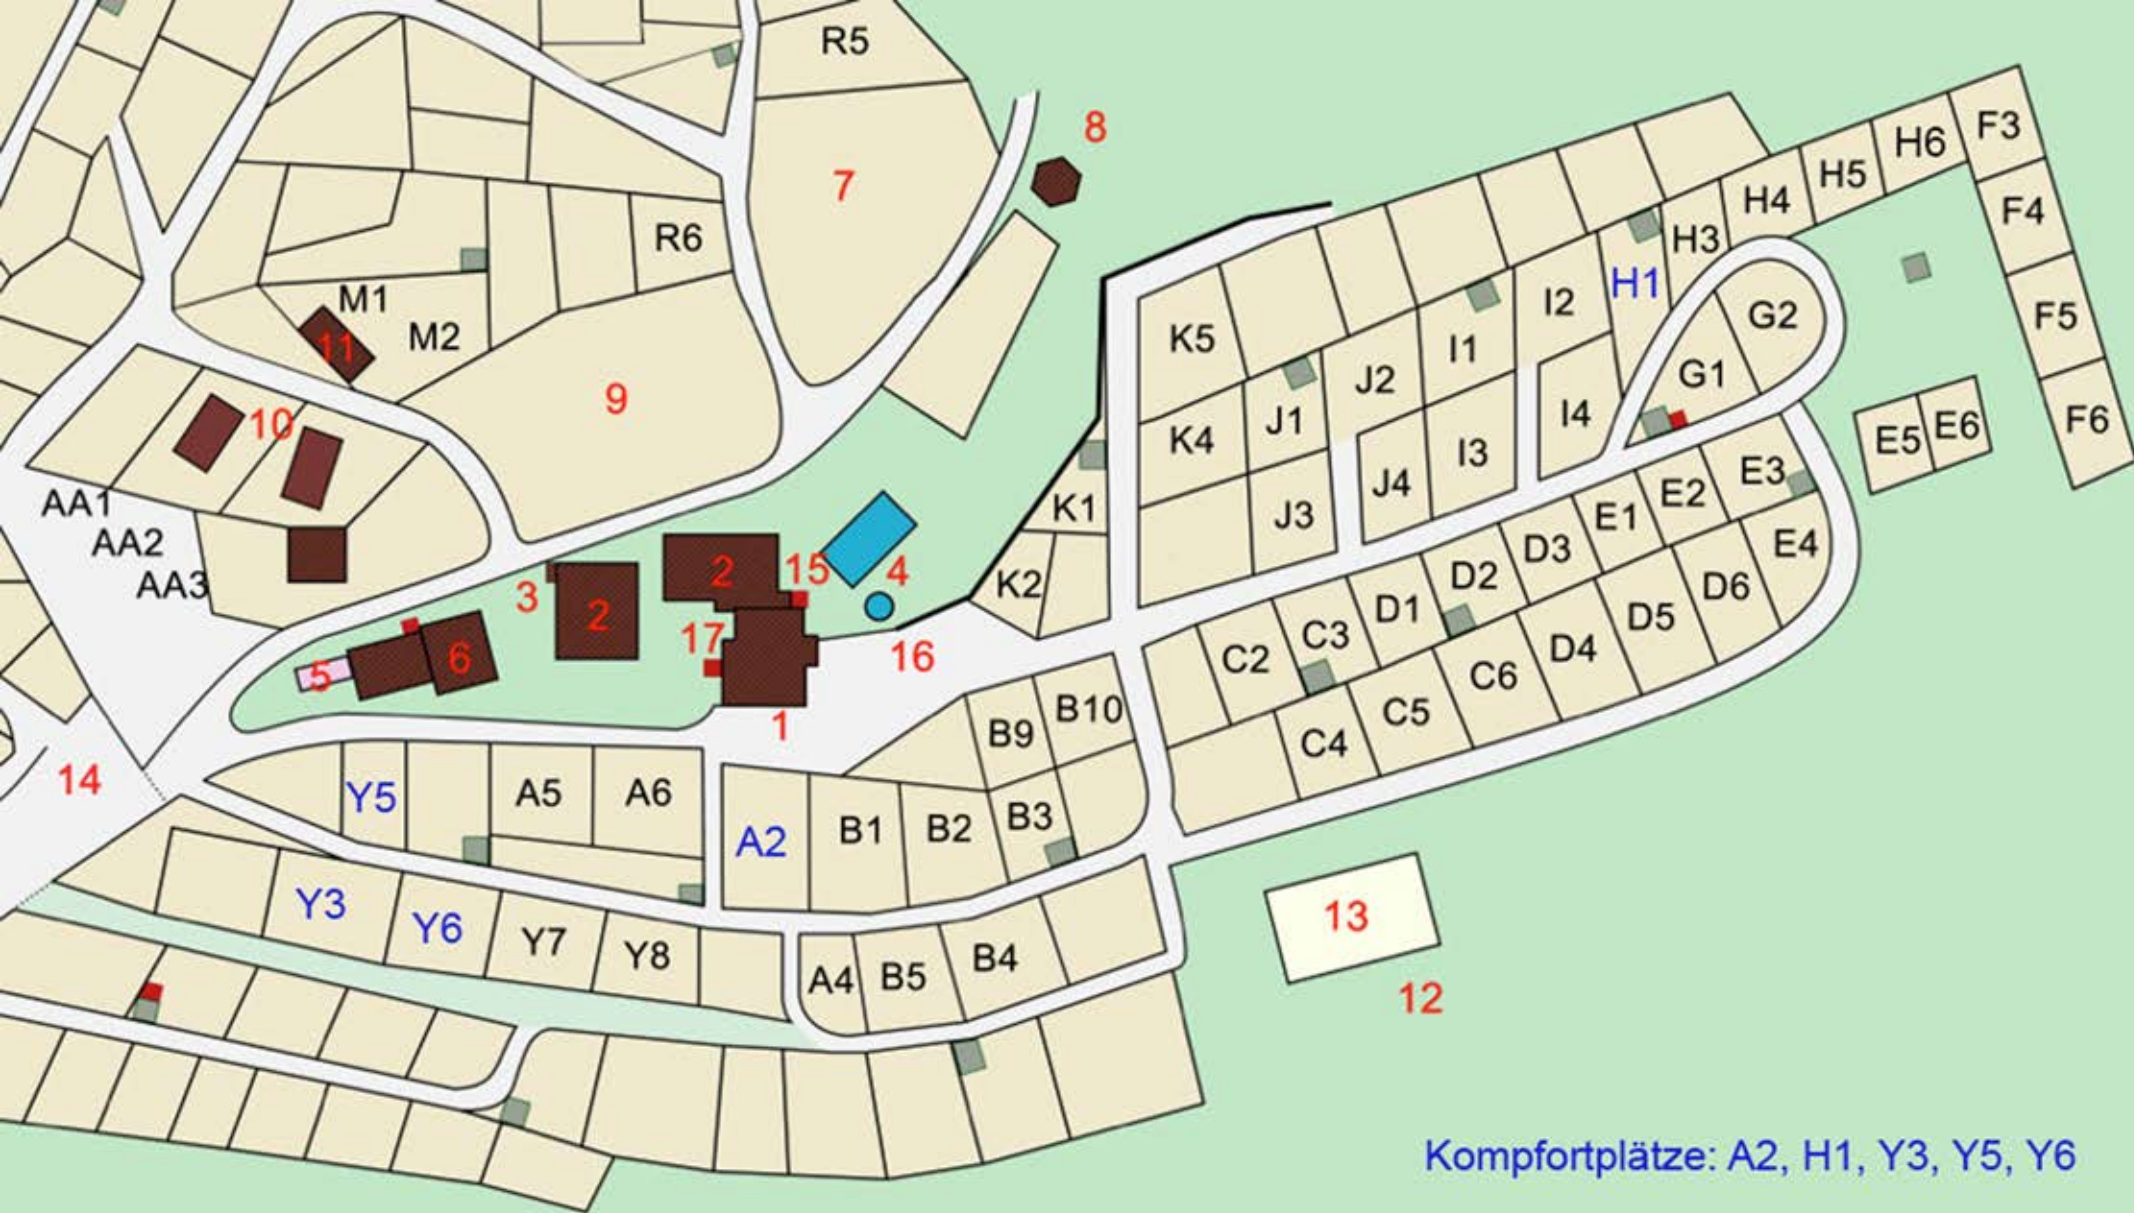 R5
8
7
H6
F3
H5
H4
F4
R6
H3
H1
M1
M2
11
K5
I2
G2
F5
I1
J2
G1
9
10
J1
I4
F6
K4
I3
E5
E6
E3
J4
E2
AA1
K1
J3
E1
AA2
D3
E4
2
15
4
D2
AA3
K2
D6
3
2
D1
D5
17
C3
6
16
C2
D4
5
C6
1
B10
C5
B9
C4
14
Y5
A5
A6
A2
B1
B2
B3
Y3
Y6
Y7
Y8
13
A4
B5
B4
12
Kompfortplätze: A2, H1, Y3, Y5, Y6